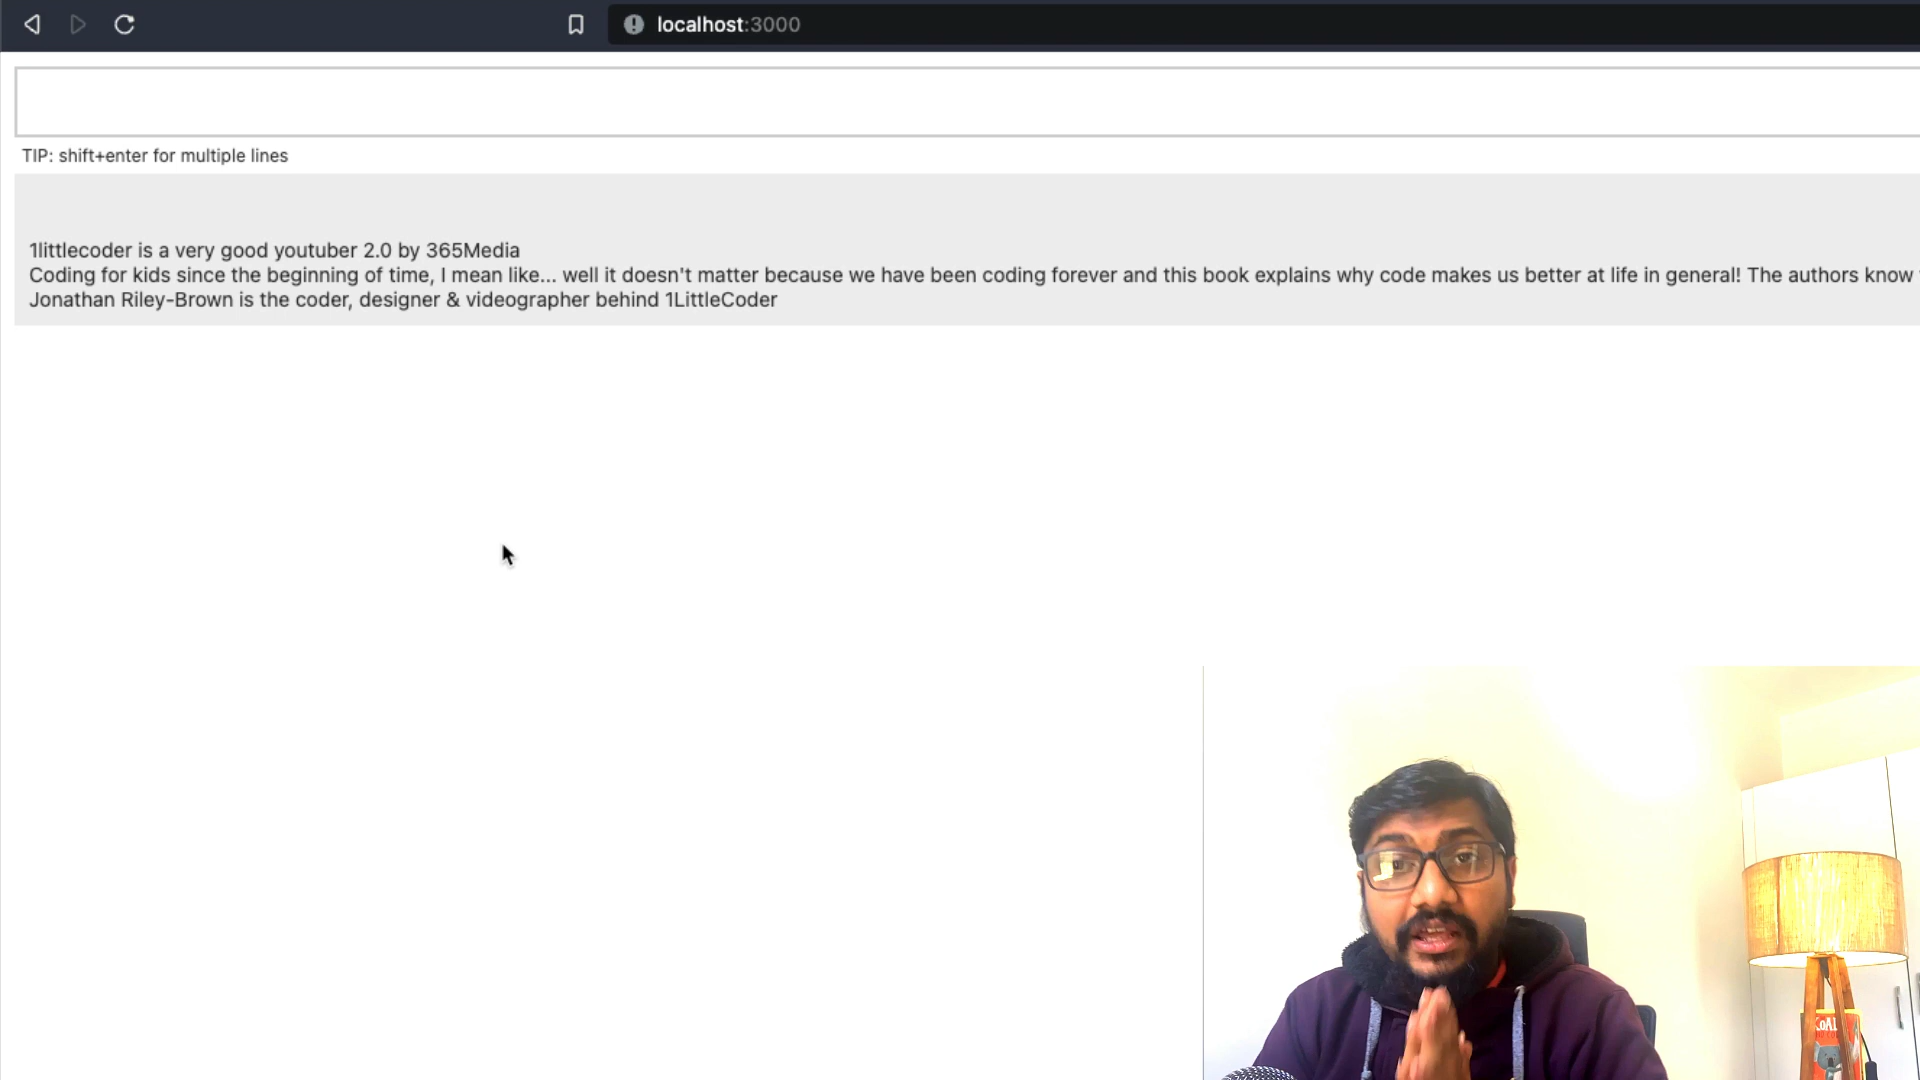 localhost:3000
TIP: shift+enter for multiple lines
1littlecoder is a very good youtuber 2.0 by 365Media
Coding for kids since the beginning of time, I mean like... well it doesn't matter because we have been coding forever and this book explains why code makes us better at life in general! The authors know
Jonathan Riley-Brown is the coder, designer & videographer behind 1LittleCoder
KOAL